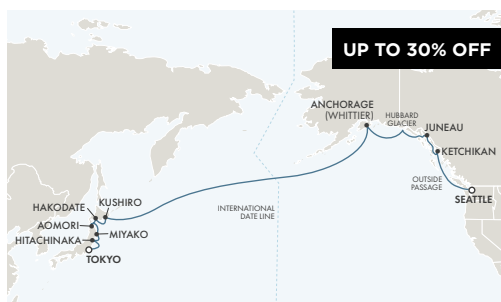 UP TO 30% OFF
ANCHORAGE
(WHITTIER)
HUBBARD
GLACIER
JUNEAU
KETCHIKAN
OUTSIDE
PASSAGE
SEATTLE
INTERNATIONAL
DATE LINE
HAKODATE
KUSHIRO
AOMORI
MIYAKO
HITACHINAKA
TOKYO